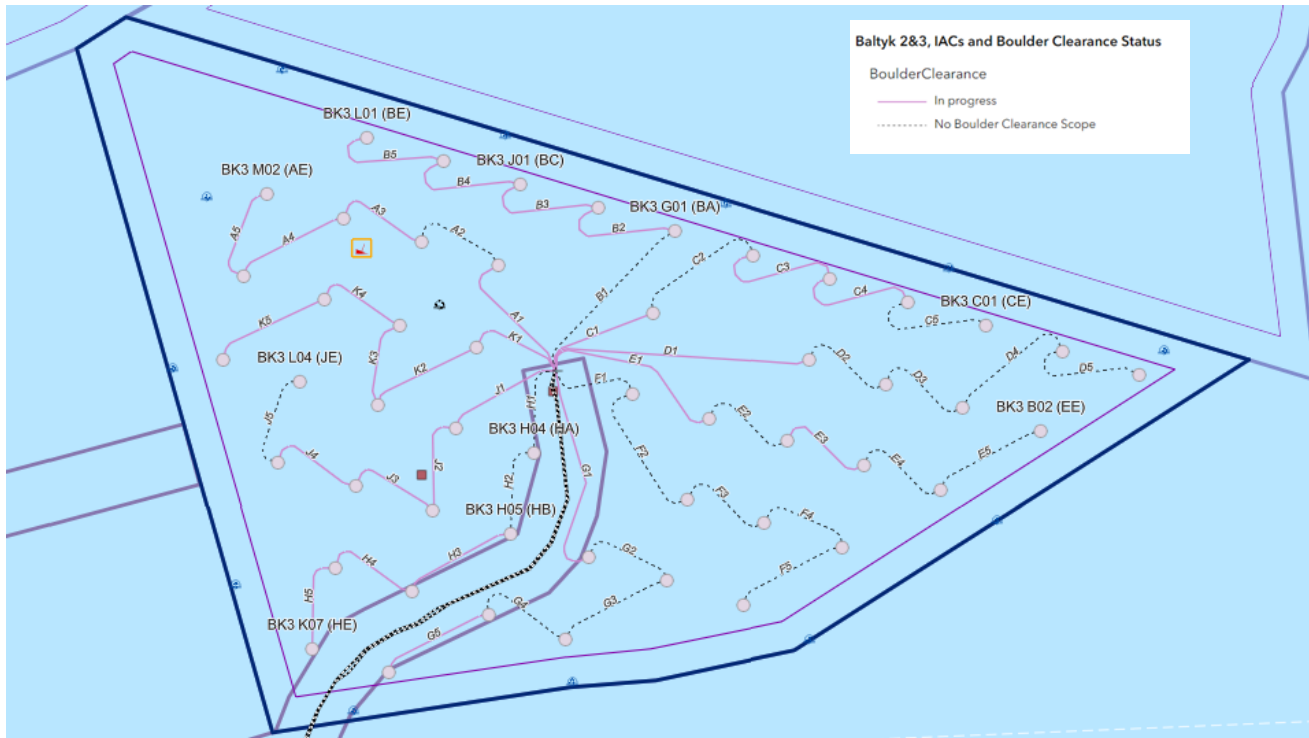 Baltyk 2&3, IACs and Boulder Clearance Status
BoulderClearance
In progress
No Boulder Clearance Scope
BK3 L01 (BE)
B5
BK3 J01 (BC)
BK3 M02 (AE)
B4
B3
BK3 G01 (BA)
A3
B2
A5
A4
A2
C2
C3
B1
C4
BK3 C01 (CE)
K4
C5
A1
K5
C1
K1
D4
BK3 L04 (JE)
K3
K2
E1
D1
D2
D5
D3
J1
F1
H1
BK3 B02 (EE)
E2
J5
BK3 H04 (HA)
E3
J4
J2
F2
E4
E5
G1
J3
H2
F3
BK3 H05 (HB)
F4
H3
G2
H4
F5
H5
G3
G4
BK3 K07 (HE)
G5